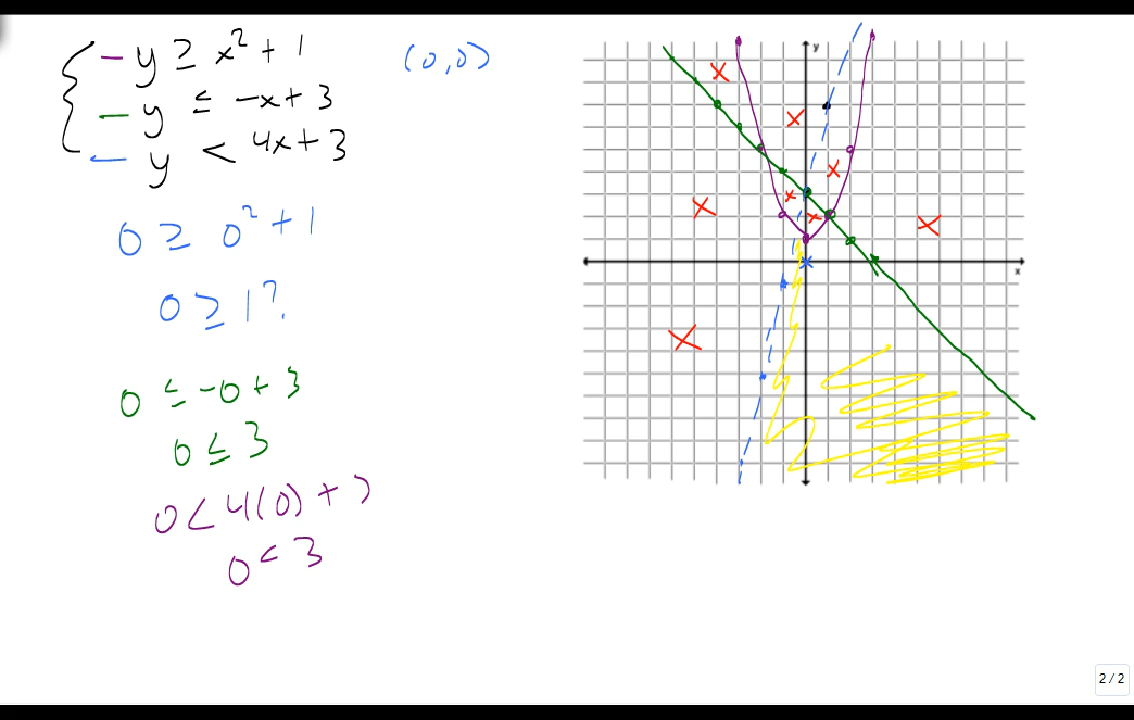 y ≥ x² + 1
(0,0)
y ≤ -x + 3
y < 4x + 3
0 ≥ 0² + 1
0 ≥ 1?
0 ≤ -0 + 3
0 ≤ 3
0 < 4(0) + 3
0 < 3
y
x
2 / 2